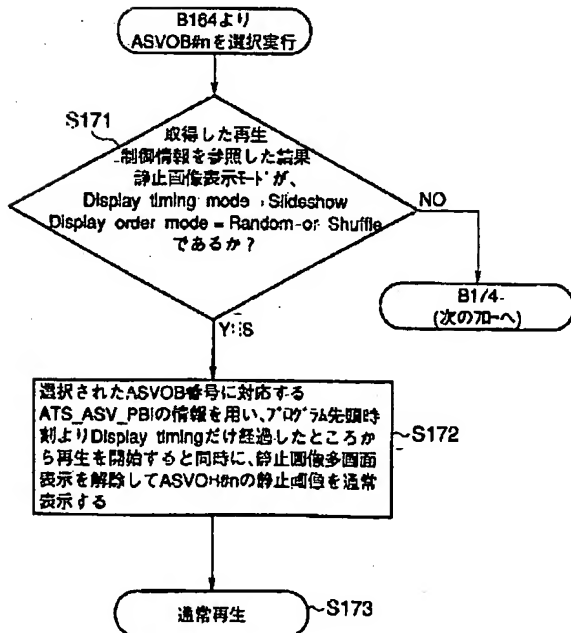 B164より
ASVOB#nを選択実行
S171
取得した再生
制御情報を参照した結果
静止画像表示モードが、
Display timing mode : Slideshow
Display order mode = Random or Shuffle
であるか?
NO
B174
(次のフローへ)
YES
選択されたASVOB番号に対応する
ATS_ASV_PBIの情報を用い、プログラム先頭時
刻よりDisplay timingだけ経過したところか
ら再生を開始すると同時に、静止画像多画面
表示を解除してASVOB#nの静止画像を通常
表示する
S172
通常再生
S173